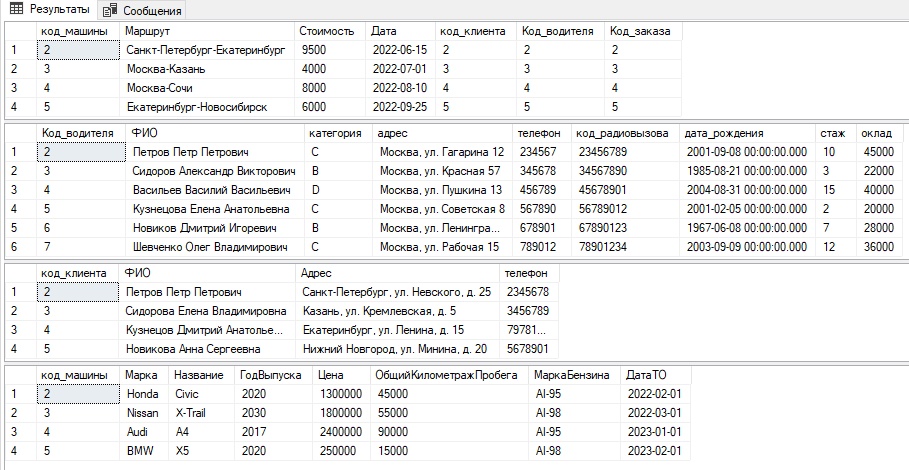 Результаты Сообщения
код_машины Маршрут Стоимость Дата код_клиента Код_водителя Код_заказа
1 2 Санкт-Петербург-Екатеринбург 9500 2022-06-15 2 2 2
2 3 Москва-Казань 4000 2022-07-01 3 3 3
3 4 Москва-Сочи 8000 2022-08-10 4 4 4
4 5 Екатеринбург-Новосибирск 6000 2022-09-25 5 5 5
Код_водителя ФИО категория адрес телефон код_радиовызова дата_рождения стаж оклад
1 2 Петров Петр Петрович C Москва, ул. Гагарина 12 234567 23456789 2001-09-08 00:00:00.000 10 45000
2 3 Сидоров Александр Викторович B Москва, ул. Красная 57 345678 34567890 1985-08-21 00:00:00.000 3 22000
3 4 Васильев Василий Васильевич D Москва, ул. Пушкина 13 456789 45678901 2004-08-31 00:00:00.000 15 40000
4 5 Кузнецова Елена Анатольевна C Москва, ул. Советская 8 567890 56789012 2001-02-05 00:00:00.000 2 20000
5 6 Новиков Дмитрий Игоревич B Москва, ул. Ленингра... 678901 67890123 1967-06-08 00:00:00.000 7 28000
6 7 Шевченко Олег Владимирович C Москва, ул. Рабочая 15 789012 78901234 2003-09-09 00:00:00.000 12 36000
код_клиента ФИО Адрес телефон
1 2 Петров Петр Петрович Санкт-Петербург, ул. Невского, д. 25 2345678
2 3 Сидорова Елена Владимировна Казань, ул. Кремлевская, д. 5 3456789
3 4 Кузнецов Дмитрий Анатолье... Екатеринбург, ул. Ленина, д. 15 79781...
4 5 Новикова Анна Сергеевна Нижний Новгород, ул. Минина, д. 20 5678901
код_машины Марка Название ГодВыпуска Цена ОбщийКилометражПробега МаркаБензина ДатаТО
1 2 Honda Civic 2020 1300000 45000 AI-95 2022-02-01
2 3 Nissan X-Trail 2030 1800000 55000 AI-98 2022-03-01
3 4 Audi A4 2017 2400000 90000 AI-95 2023-01-01
4 5 BMW X5 2020 250000 15000 AI-98 2023-02-01